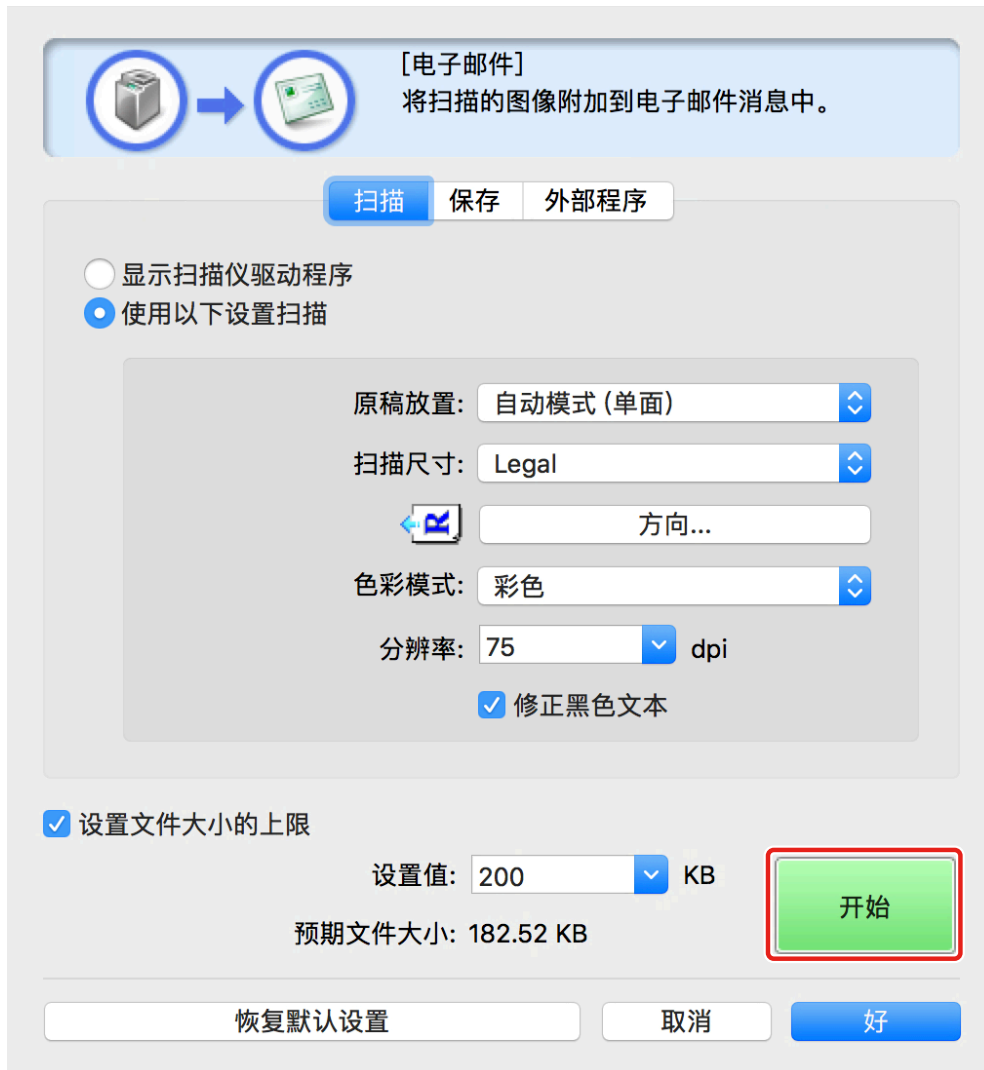 [电子邮件]
将扫描的图像附加到电子邮件消息中。
扫描 保存 外部程序
显示扫描仪驱动程序
使用以下设置扫描
原稿放置: 自动模式 (单面)
扫描尺寸: Legal
R 方向...
色彩模式: 彩色
分辨率: 75 dpi
修正黑色文本
设置文件大小的上限
设置值: 200 KB
预期文件大小: 182.52 KB
开始
恢复默认设置 取消 好